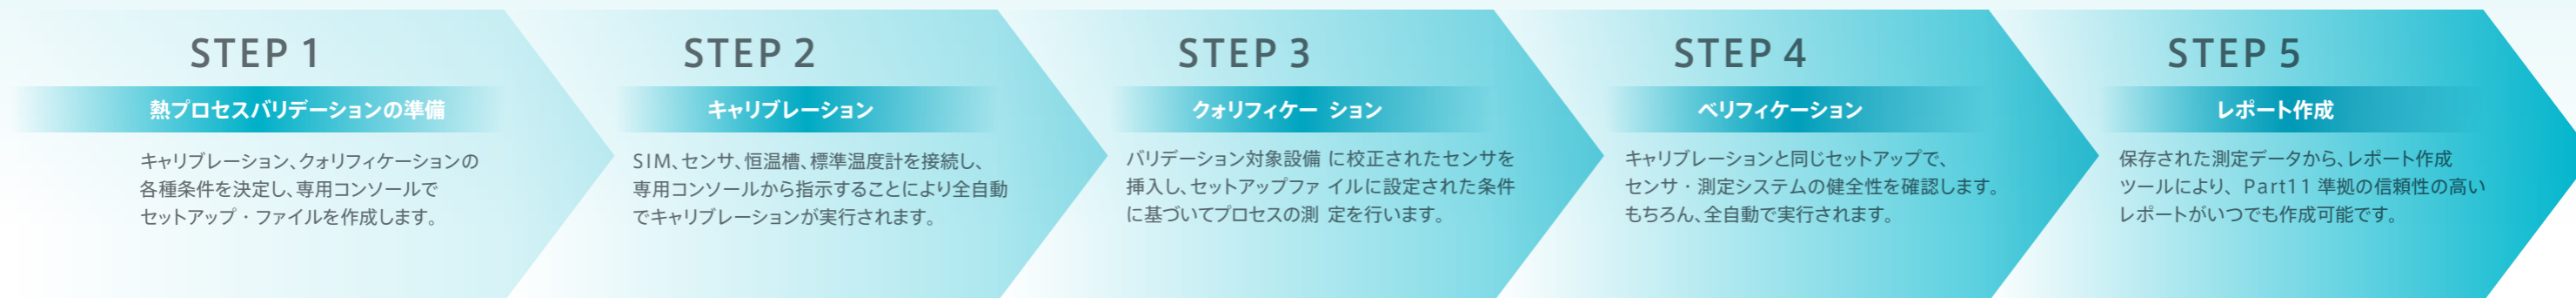 STEP 1
熱プロセスバリデーションの準備
キャリブレーション、クォリフィケーションの
各種条件を決定し、専用コンソールで
セットアップ・ファイルを作成します。
STEP 2
キャリブレーション
SIM、センサ、恒温槽、標準温度計を接続し、
専用コンソールから指示することにより全自動
でキャリブレーションが実行されます。
STEP 3
クォリフィケー ション
バリデーション対象設備 に校正されたセンサを
挿入し、セットアップファ イルに設定された条件
に基づいてプロセスの測 定を行います。
STEP 4
ベリフィケーション
キャリブレーションと同じセットアップで、
センサ・測定システムの健全性を確認します。
もちろん、全自動で実行されます。
STEP 5
レポート作成
保存された測定データから、レポート作成
ツールにより、Part11 準拠の信頼性の高い
レポートがいつでも作成可能です。